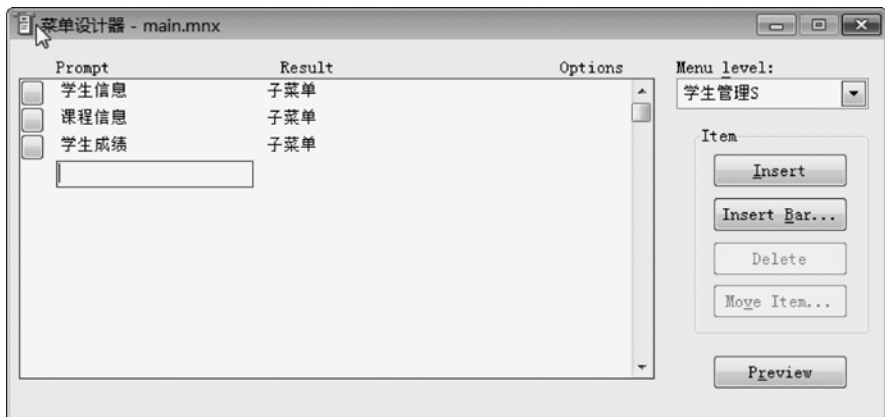 菜单设计器 - main.mnx
Prompt Result Options Menu level:
学生信息 子菜单 学生管理S
课程信息 子菜单
学生成绩 子菜单
Item
Insert
Insert Bar...
Delete
Move Item...
Preview